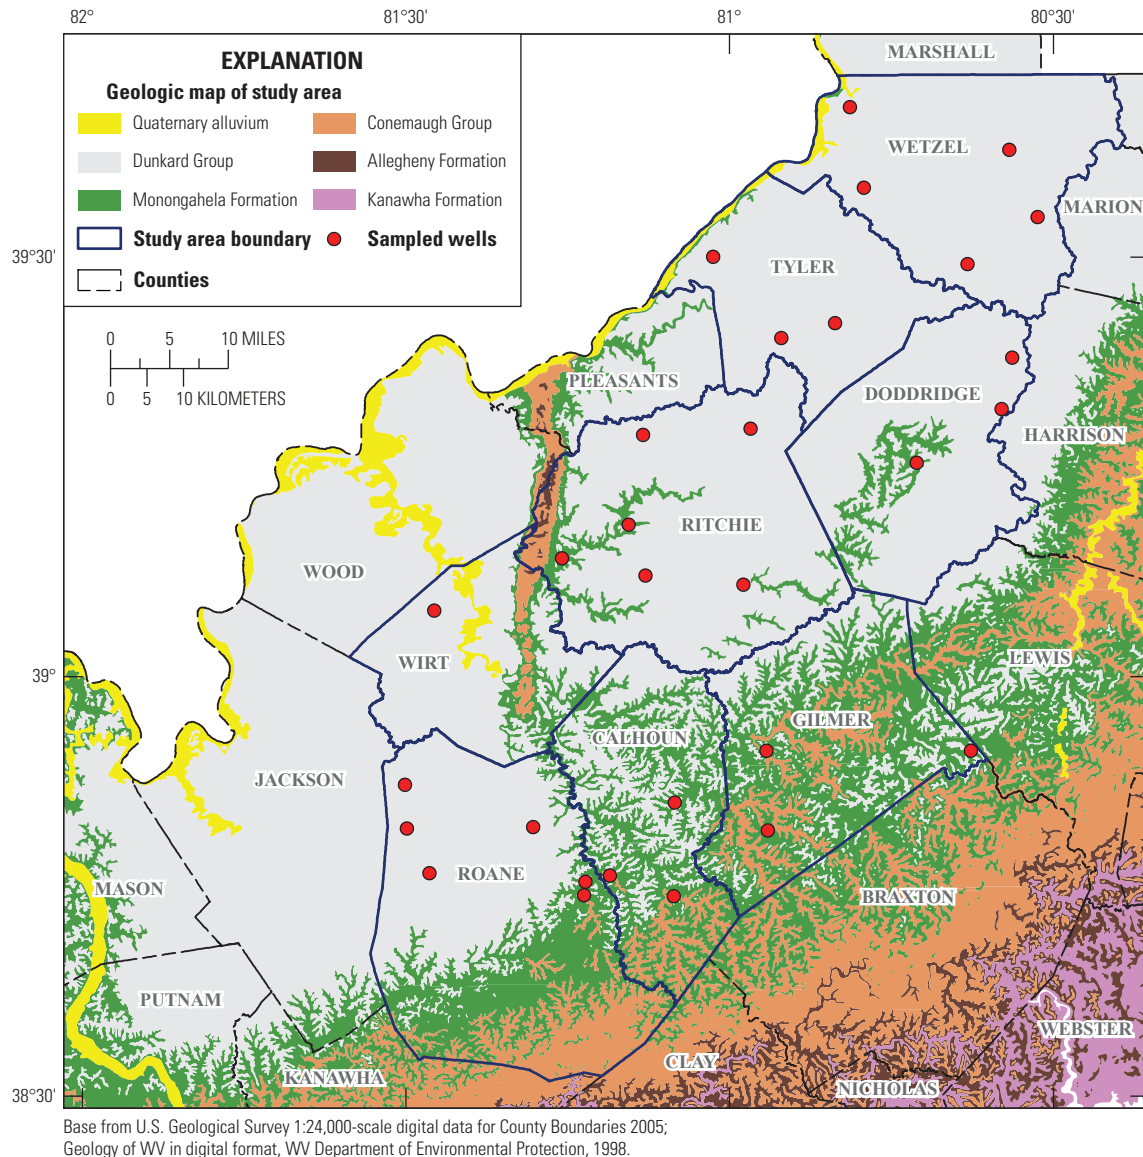 82°
81°30'
81°
80°30'
EXPLANATION
Geologic map of study area
Quaternary alluvium
Conemaugh Group
Dunkard Group
Allegheny Formation
Monongahela Formation
Kanawha Formation
Study area boundary
Sampled wells
Counties
0 5 10 MILES
0 5 10 KILOMETERS
MARSHALL
WETZEL
MARION
39°30'
TYLER
PLEASANTS
DODDRIDGE
HARRISON
RITCHIE
WOOD
WIRT
LEWIS
39°
GILMER
CALHOUN
JACKSON
ROANE
MASON
BRAXTON
PUTNAM
WEBSTER
CLAY
KANAWHA
NICHOLAS
38°30'
Base from U.S. Geological Survey 1:24,000-scale digital data for County Boundaries 2005;
Geology of WV in digital format, WV Department of Environmental Protection, 1998.